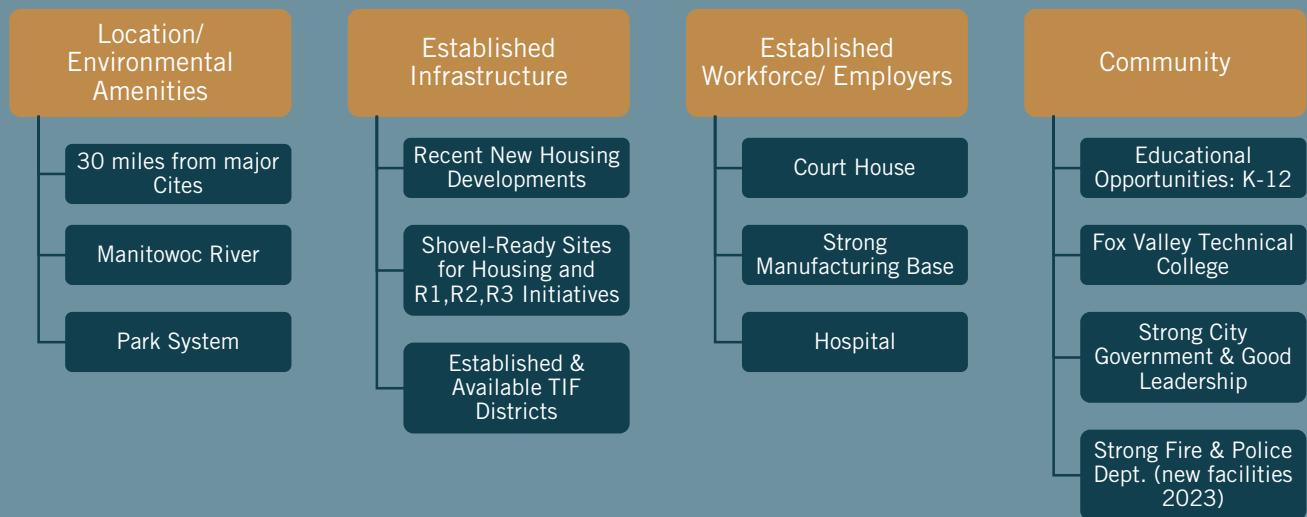 Location/
Environmental
Amenities
30 miles from major
Cites
Manitowoc River
Park System
Established
Infrastructure
Recent New Housing
Developments
Shovel-Ready Sites
for Housing and
R1,R2,R3 Initiatives
Established &
Available TIF
Districts
Established
Workforce/ Employers
Court House
Strong
Manufacturing Base
Hospital
Community
Educational
Opportunities: K-12
Fox Valley Technical
College
Strong City
Government & Good
Leadership
Strong Fire & Police
Dept. (new facilities
2023)